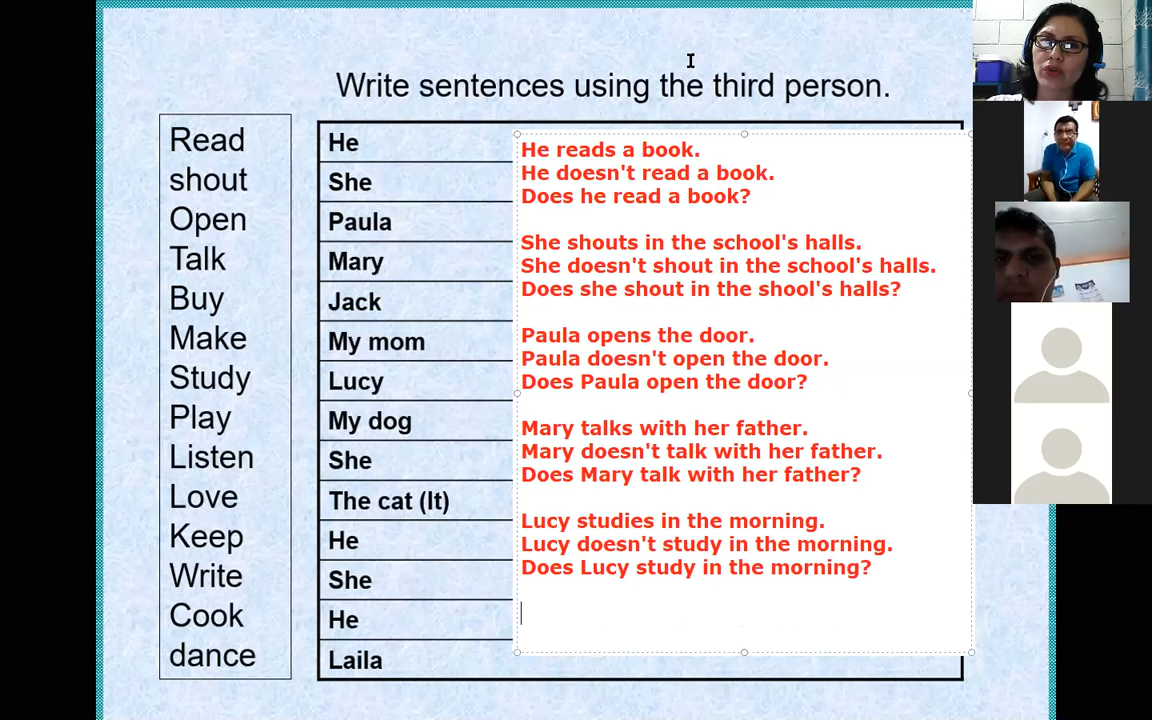 Write sentences using the third person.
Read
shout
Open
Talk
Buy
Make
Study
Play
Listen
Love
Keep
Write
Cook
dance
He
She
Paula
Mary
Jack
My mom
Lucy
My dog
She
The cat (It)
He
She
He
Laila
He reads a book.
He doesn't read a book.
Does he read a book?
She shouts in the school's halls.
She doesn't shout in the school's halls.
Does she shout in the shool's halls?
Paula opens the door.
Paula doesn't open the door.
Does Paula open the door?
Mary talks with her father.
Mary doesn't talk with her father.
Does Mary talk with her father?
Lucy studies in the morning.
Lucy doesn't study in the morning.
Does Lucy study in the morning?